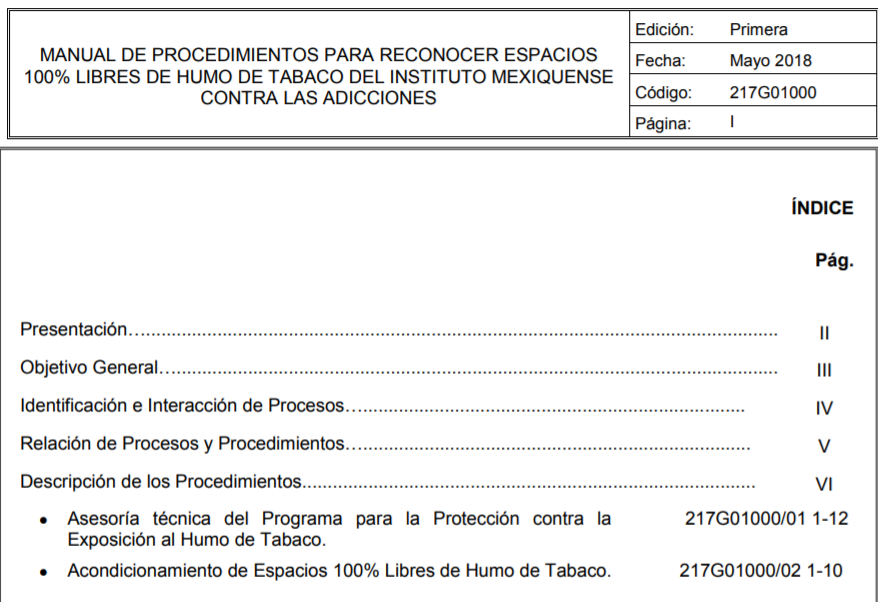 MANUAL DE PROCEDIMIENTOS PARA RECONOCER ESPACIOS
100% LIBRES DE HUMO DE TABACO DEL INSTITUTO MEXIQUENSE
CONTRA LAS ADICCIONES
Edición: Primera
Fecha: Mayo 2018
Código: 217G01000
Página: I
ÍNDICE
Pág.
Presentación…............................................................................................................ II
Objetivo General…...................................................................................................... III
Identificación e Interacción de Procesos…................................................................. IV
Relación de Procesos y Procedimientos….................................................................. V
Descripción de los Procedimientos............................................................................... VI
• Asesoría técnica del Programa para la Protección contra la 217G01000/01 1-12
Exposición al Humo de Tabaco.
• Acondicionamiento de Espacios 100% Libres de Humo de Tabaco. 217G01000/02 1-10